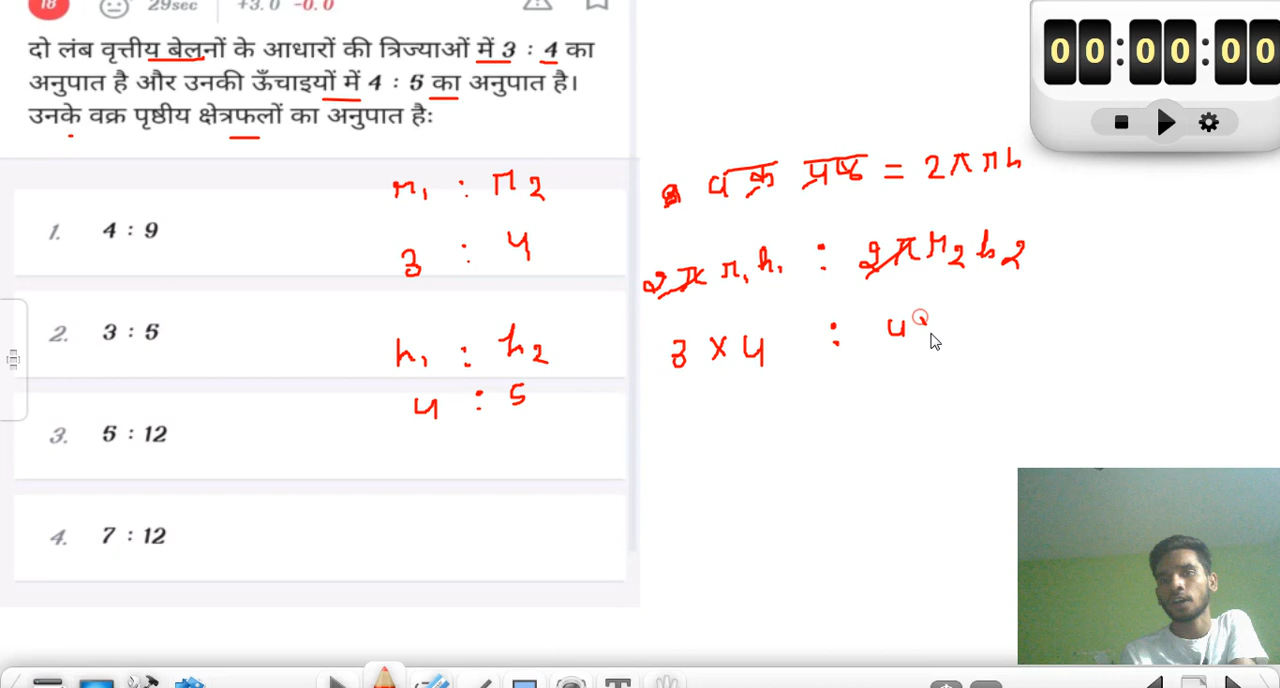 18 29sec +3.0 -0.0
दो लंब वृत्तीय बेलनों के आधारों की त्रिज्याओं में 3 : 4 का
अनुपात है और उनकी ऊँचाइयों में 4 : 5 का अनुपात है।
उनके वक्र पृष्ठीय क्षेत्रफलों का अनुपात है:
1. 4 : 9
2. 3 : 5
3. 5 : 12
4. 7 : 12
r₁ : r₂
3 : 4
h₁ : h₂
4 : 5
वक्र प्रष्ठ = 2πrh
2πr₁h₁ : 2πr₂h₂
3 × 4 : 4
00:00:00